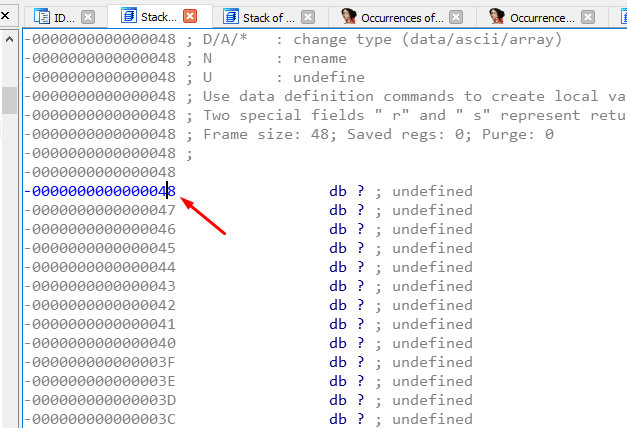 ID... Stack... Stack of ... Occurrences of... Occurrence...
-0000000000000048 ; D/A/*   : change type (data/ascii/array)
-0000000000000048 ; N       : rename
-0000000000000048 ; U       : undefine
-0000000000000048 ; Use data definition commands to create local va
-0000000000000048 ; Two special fields " r" and " s" represent retu
-0000000000000048 ; Frame size: 48; Saved regs: 0; Purge: 0
-0000000000000048 ;
-0000000000000048
-0000000000000048 db ? ; undefined
-0000000000000047 db ? ; undefined
-0000000000000046 db ? ; undefined
-0000000000000045 db ? ; undefined
-0000000000000044 db ? ; undefined
-0000000000000043 db ? ; undefined
-0000000000000042 db ? ; undefined
-0000000000000041 db ? ; undefined
-0000000000000040 db ? ; undefined
-000000000000003F db ? ; undefined
-000000000000003E db ? ; undefined
-000000000000003D db ? ; undefined
-000000000000003C db ? ; undefined